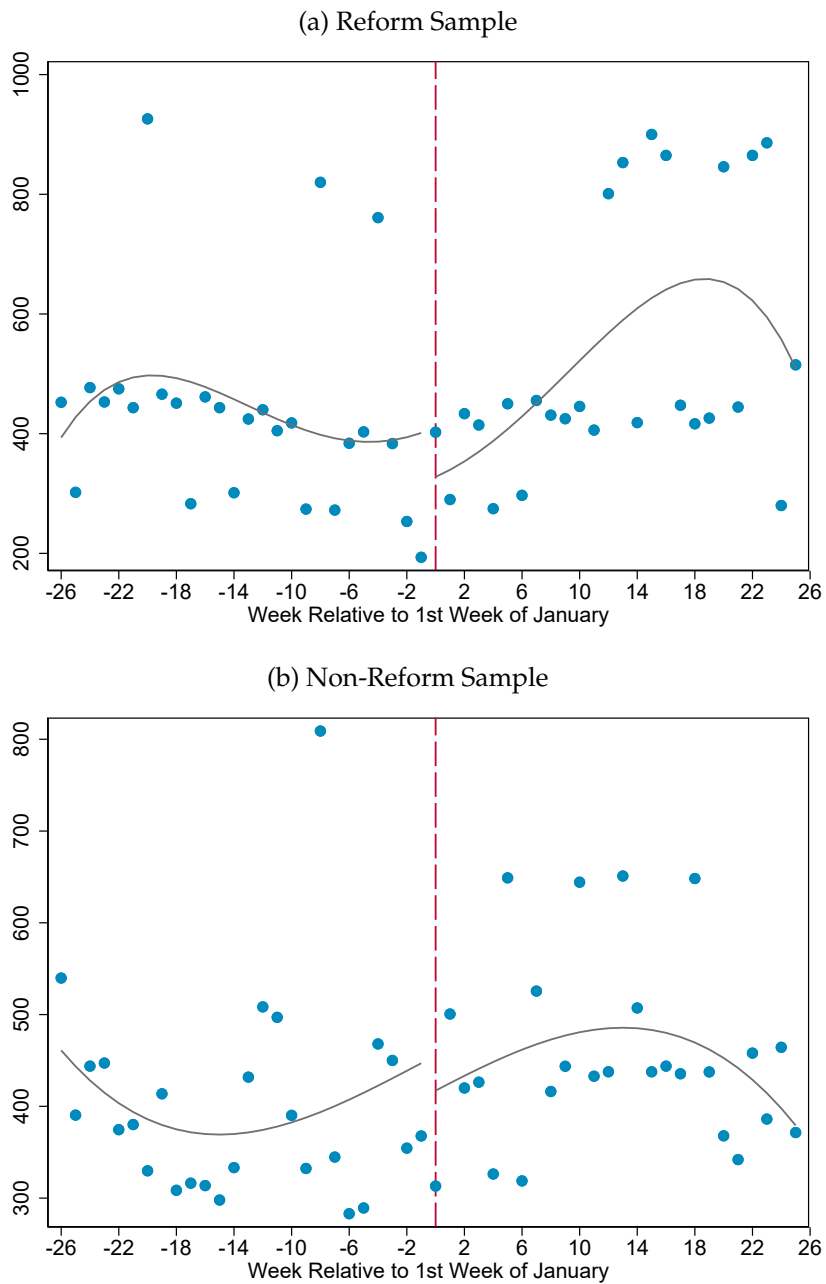 (a) Reform Sample
1000
800
600
400
200
-26 -22 -18 -14 -10 -6 -2 2 6 10 14 18 22 26
Week Relative to 1st Week of January
(b) Non-Reform Sample
800
700
600
500
400
300
-26 -22 -18 -14 -10 -6 -2 2 6 10 14 18 22 26
Week Relative to 1st Week of January